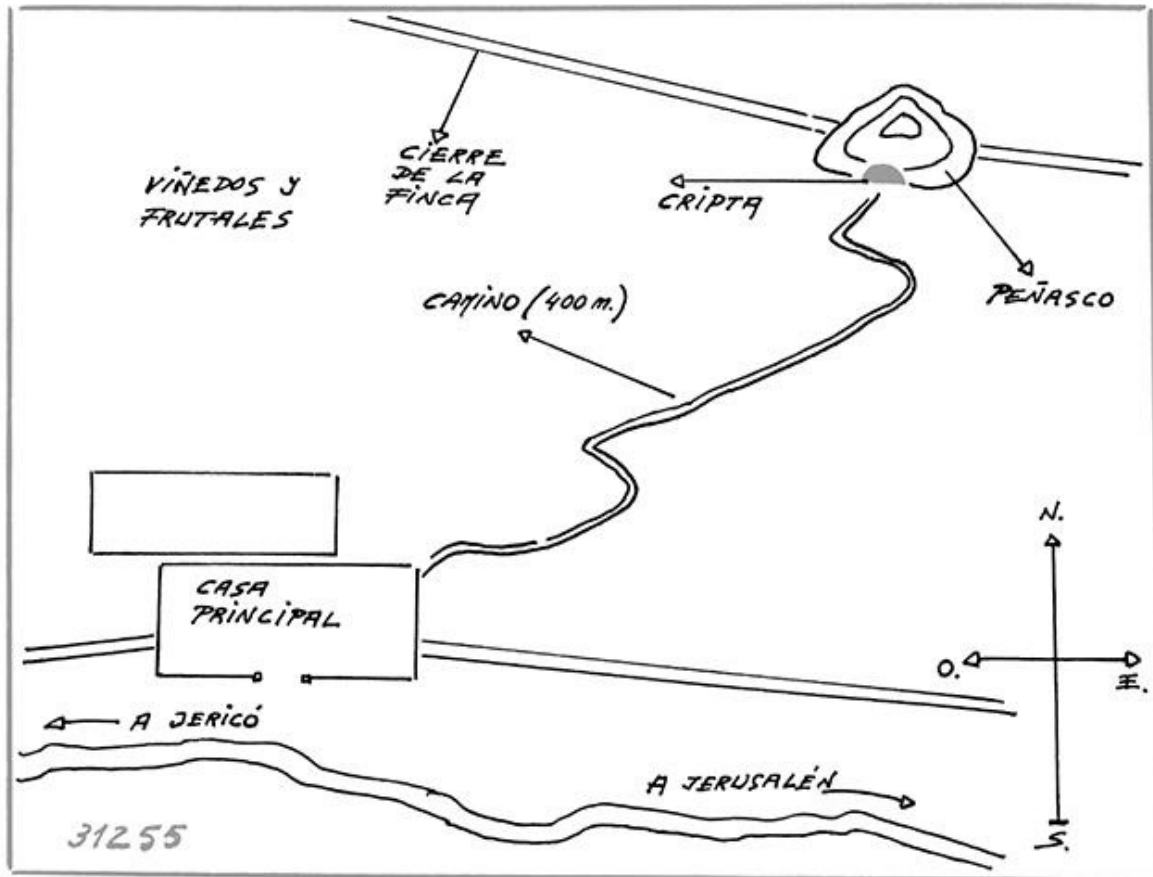 CIERRE
DE LA
FINCA
VIÑEDOS Y
FRUTALES
CRIPTA
PEÑASCO
CAMINO (400 m.)
N.
CASA
PRINCIPAL
O.
E.
A JERICÓ
A JERUSALÉN
S.
31255